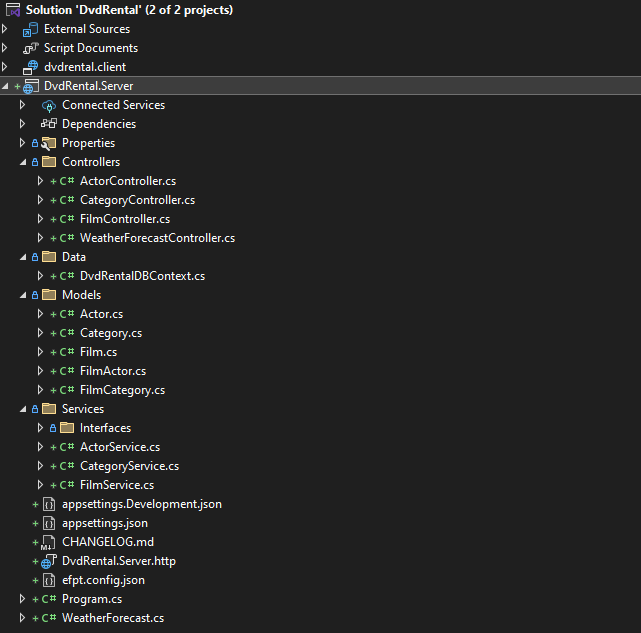 Solution 'DvdRental' (2 of 2 projects)
External Sources
Script Documents
dvdrental.client
DvdRental.Server
Connected Services
Dependencies
Properties
Controllers
C# ActorController.cs
C# CategoryController.cs
C# FilmController.cs
C# WeatherForecastController.cs
Data
C# DvdRentalDBContext.cs
Models
C# Actor.cs
C# Category.cs
C# Film.cs
C# FilmActor.cs
C# FilmCategory.cs
Services
Interfaces
C# ActorService.cs
C# CategoryService.cs
C# FilmService.cs
appsettings.Development.json
appsettings.json
M↓ CHANGELOG.md
DvdRental.Server.http
efpt.config.json
C# Program.cs
C# WeatherForecast.cs